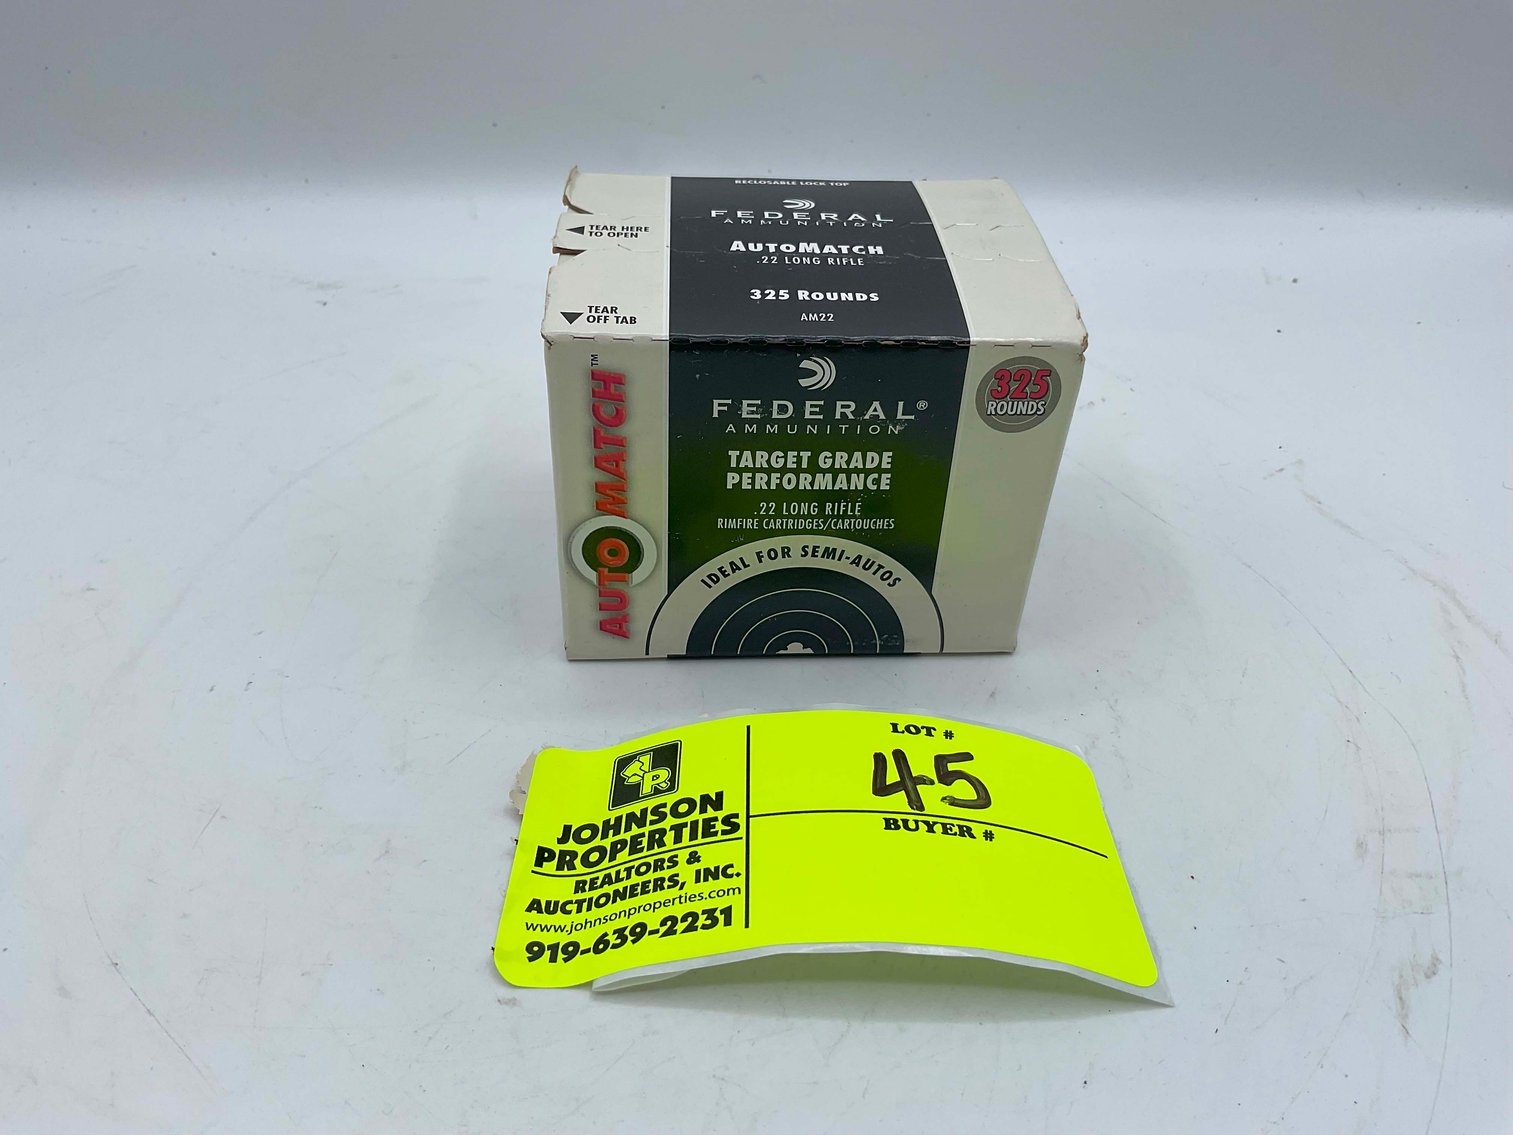 RECLOSABLE LOCK TOP
FEDERAL
AMMUNITION
AUTOMATCH
.22 LONG RIFLE
325 ROUNDS
AM22
TEAR HERE
TO OPEN
TEAR
OFF TAB
AUTOMATCH™
FEDERAL®
AMMUNITION
TARGET GRADE
PERFORMANCE
.22 LONG RIFLE
RIMFIRE CARTRIDGES/CARTOUCHES
IDEAL FOR SEMI-AUTOS
325
ROUNDS
JR
JOHNSON
PROPERTIES
REALTORS &
AUCTIONEERS, INC.
www.johnsonproperties.com
919-639-2231
LOT #
45
BUYER #